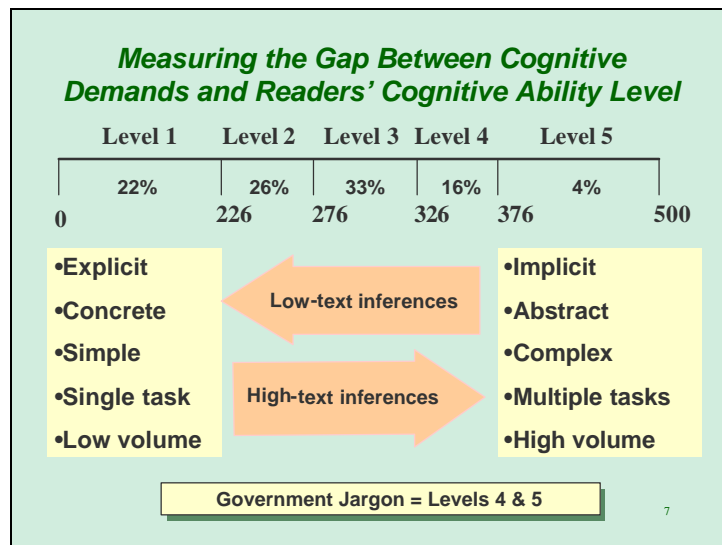 Measuring the Gap Between Cognitive
Demands and Readers’ Cognitive Ability Level
Level 1 Level 2 Level 3 Level 4 Level 5
22% 26% 33% 16% 4%
0 226 276 326 376 500
•Explicit
•Concrete
•Simple
•Single task
•Low volume
Low-text inferences
High-text inferences
•Implicit
•Abstract
•Complex
•Multiple tasks
•High volume
Government Jargon = Levels 4 & 5
7